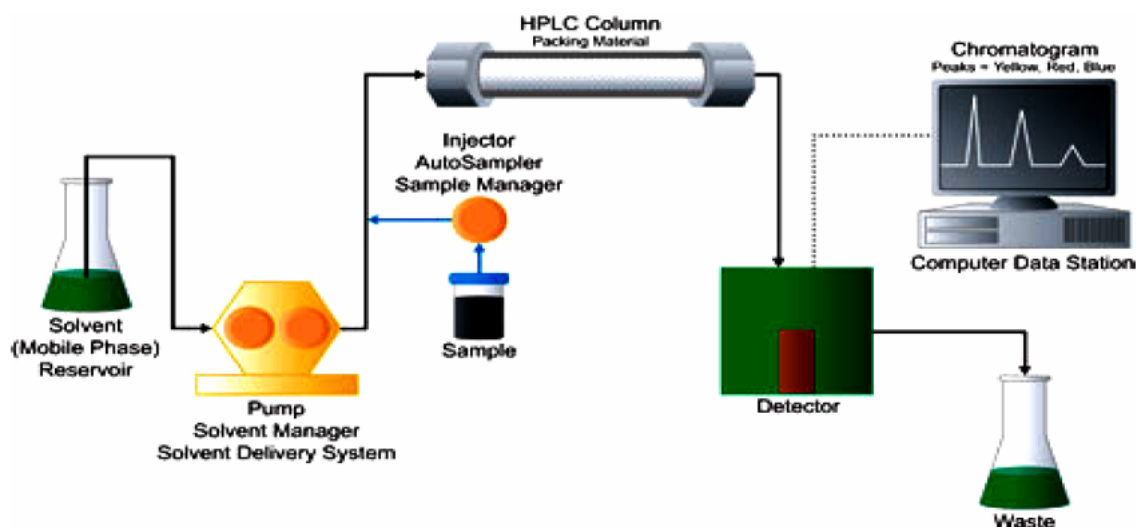 HPLC Column
Packing Material
Chromatogram
Peaks = Yellow, Red, Blue
Injector
AutoSampler
Sample Manager
Computer Data Station
Solvent
(Mobile Phase)
Reservoir
Sample
Pump
Solvent Manager
Solvent Delivery System
Detector
Waste